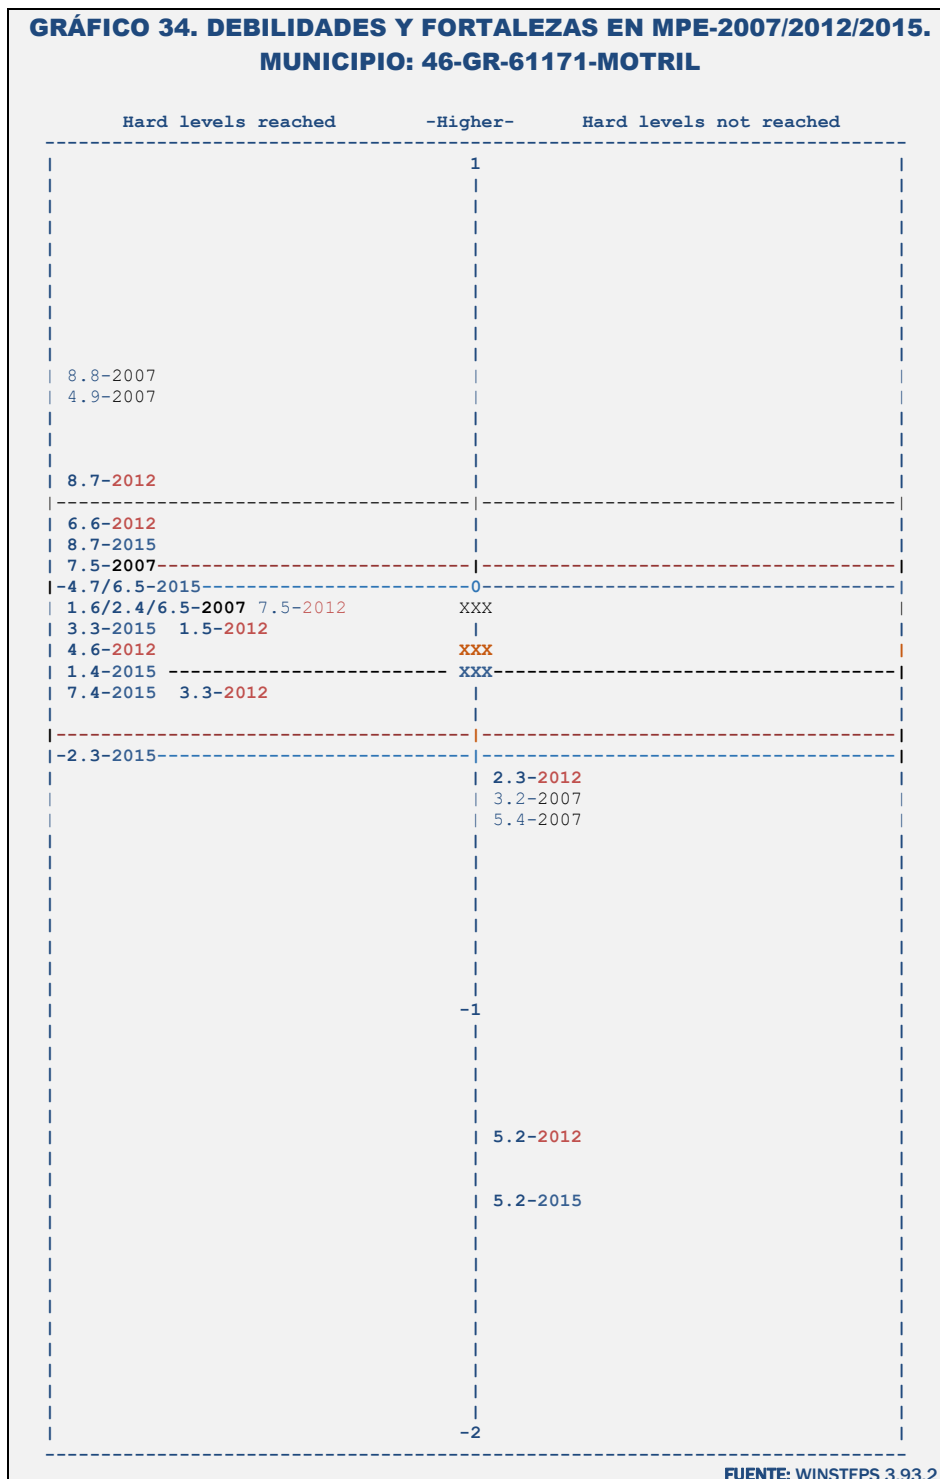 GRÁFICO 34. DEBILIDADES Y FORTALEZAS EN MPE-2007/2012/2015.
MUNICIPIO: 46-GR-61171-MOTRIL
Hard levels reached -Higher- Hard levels not reached
1
8.8-2007
4.9-2007
8.7-2012
6.6-2012
8.7-2015
7.5-2007
-4.7/6.5-2015 0
1.6/2.4/6.5-2007 7.5-2012 XXX
3.3-2015 1.5-2012
4.6-2012 XXX
1.4-2015 XXX
7.4-2015 3.3-2012
-2.3-2015
2.3-2012
3.2-2007
5.4-2007
-1
5.2-2012
5.2-2015
-2
FUENTE: WINSTEPS 3.93.2